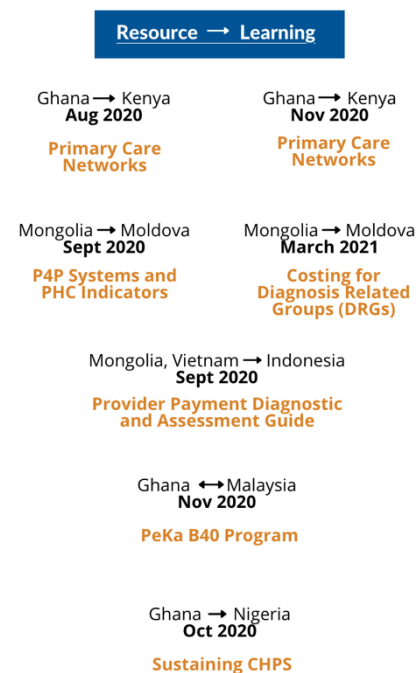 Resource → Learning
Ghana → Kenya
Aug 2020
Primary Care
Networks
Ghana → Kenya
Nov 2020
Primary Care
Networks
Mongolia → Moldova
Sept 2020
P4P Systems and
PHC Indicators
Mongolia → Moldova
March 2021
Costing for
Diagnosis Related
Groups (DRGs)
Mongolia, Vietnam → Indonesia
Sept 2020
Provider Payment Diagnostic
and Assessment Guide
Ghana ↔ Malaysia
Nov 2020
PeKa B40 Program
Ghana → Nigeria
Oct 2020
Sustaining CHPS